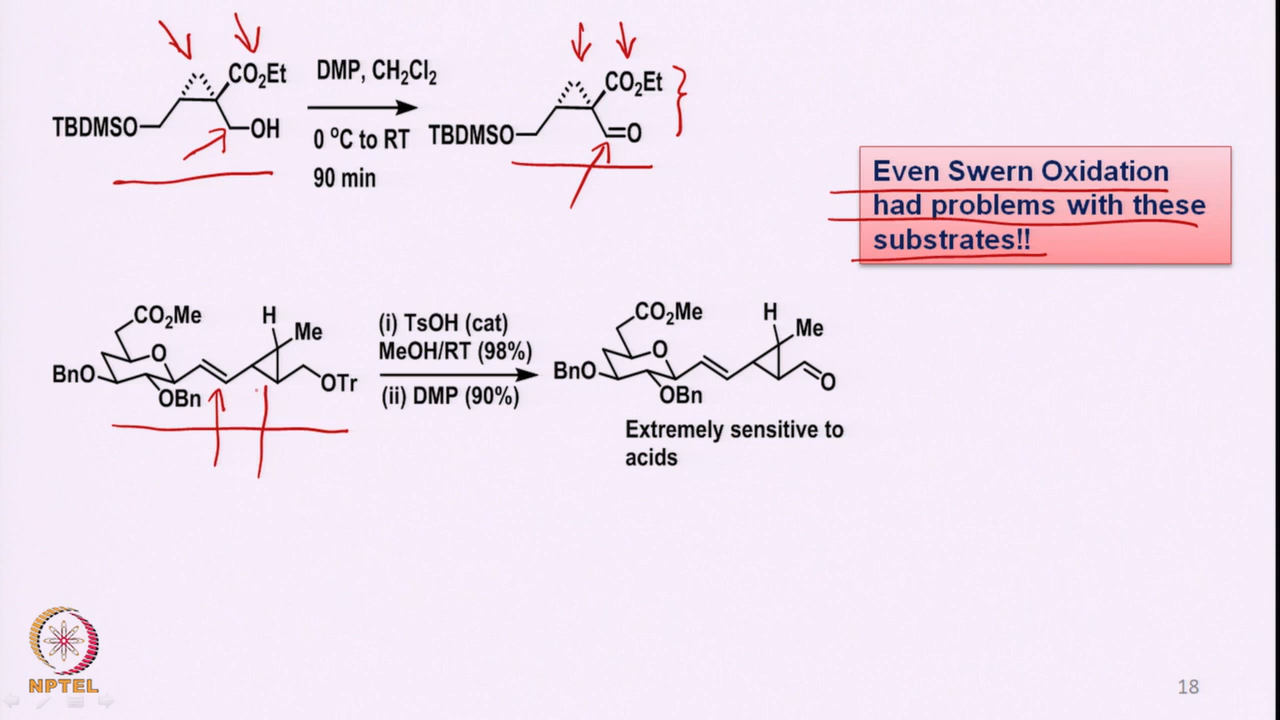 CO₂Et
TBDMSO
OH
DMP, CH₂Cl₂
0 ºC to RT
90 min
CO₂Et
TBDMSO
O
Even Swern Oxidation
had problems with these
substrates!!
CO₂Me
O
BnO
OBn
H
Me
OTr
(i) TsOH (cat)
MeOH/RT (98%)
(ii) DMP (90%)
CO₂Me
O
BnO
OBn
H
Me
O
Extremely sensitive to
acids
NPTEL
18